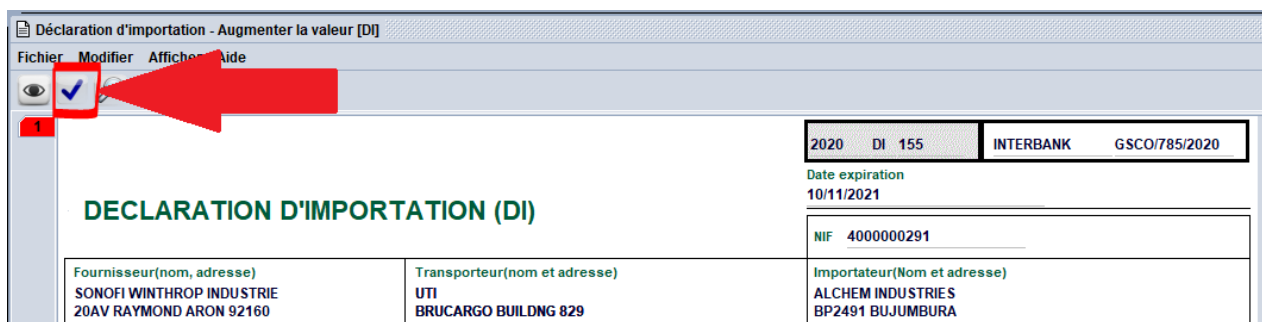 Déclaration d'importation - Augmenter la valeur [DI]
Fichier Modifier Afficher Aide
1
2020 DI 155 INTERBANK GSCO/785/2020
Date expiration
10/11/2021
DECLARATION D'IMPORTATION (DI)
NIF 4000000291
Fournisseur(nom, adresse) Transporteur(nom et adresse) Importateur(Nom et adresse)
SONOFI WINTHROP INDUSTRIE UTI ALCHEM INDUSTRIES
20AV RAYMOND ARON 92160 BRUCARGO BUILDNG 829 BP2491 BUJUMBURA